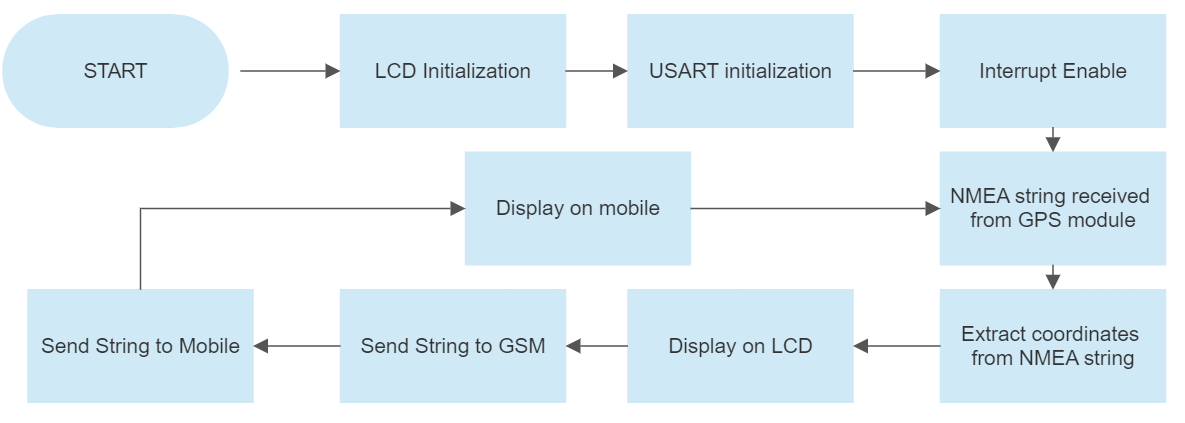 START
LCD Initialization
USART initialization
Interrupt Enable
Display on mobile
NMEA string received
from GPS module
Send String to Mobile
Send String to GSM
Display on LCD
Extract coordinates
from NMEA string